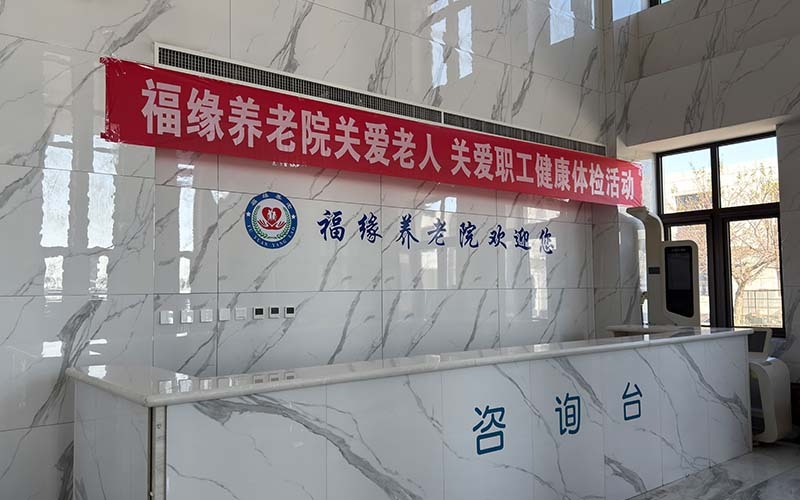 福缘养老院关爱老人 关爱职工健康体检活动
福缘养老院欢迎您
咨询台